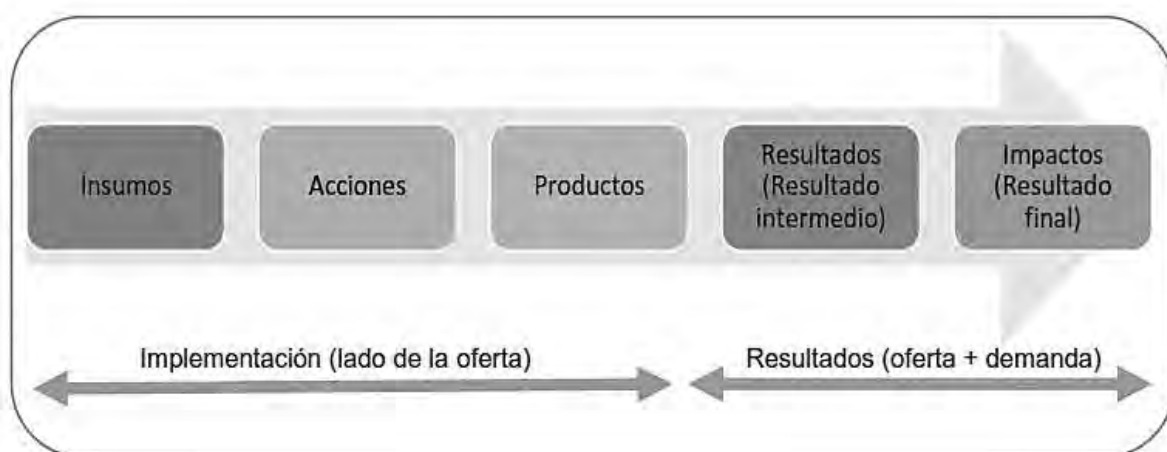 Insumos
Acciones
Productos
Resultados
(Resultado
intermedio)
Impactos
(Resultado
final)
Implementación (lado de la oferta)
Resultados (oferta + demanda)